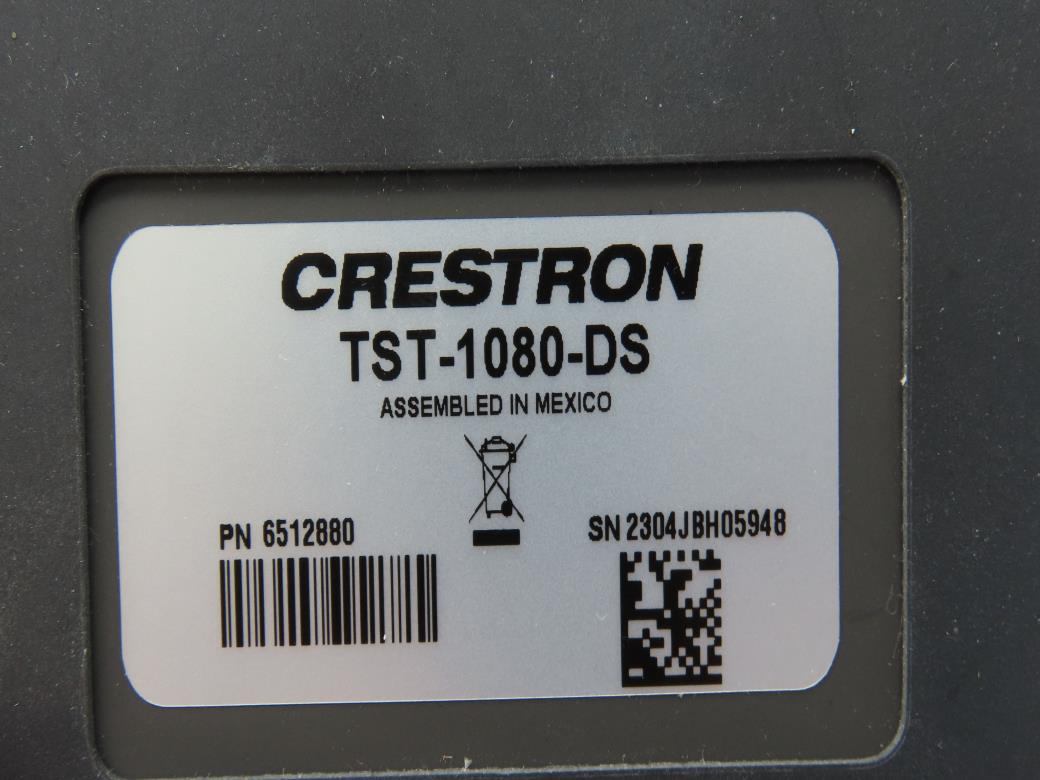 CRESTRON
TST-1080-DS
ASSEMBLED IN MEXICO
PN 6512880
SN 2304JBH05948